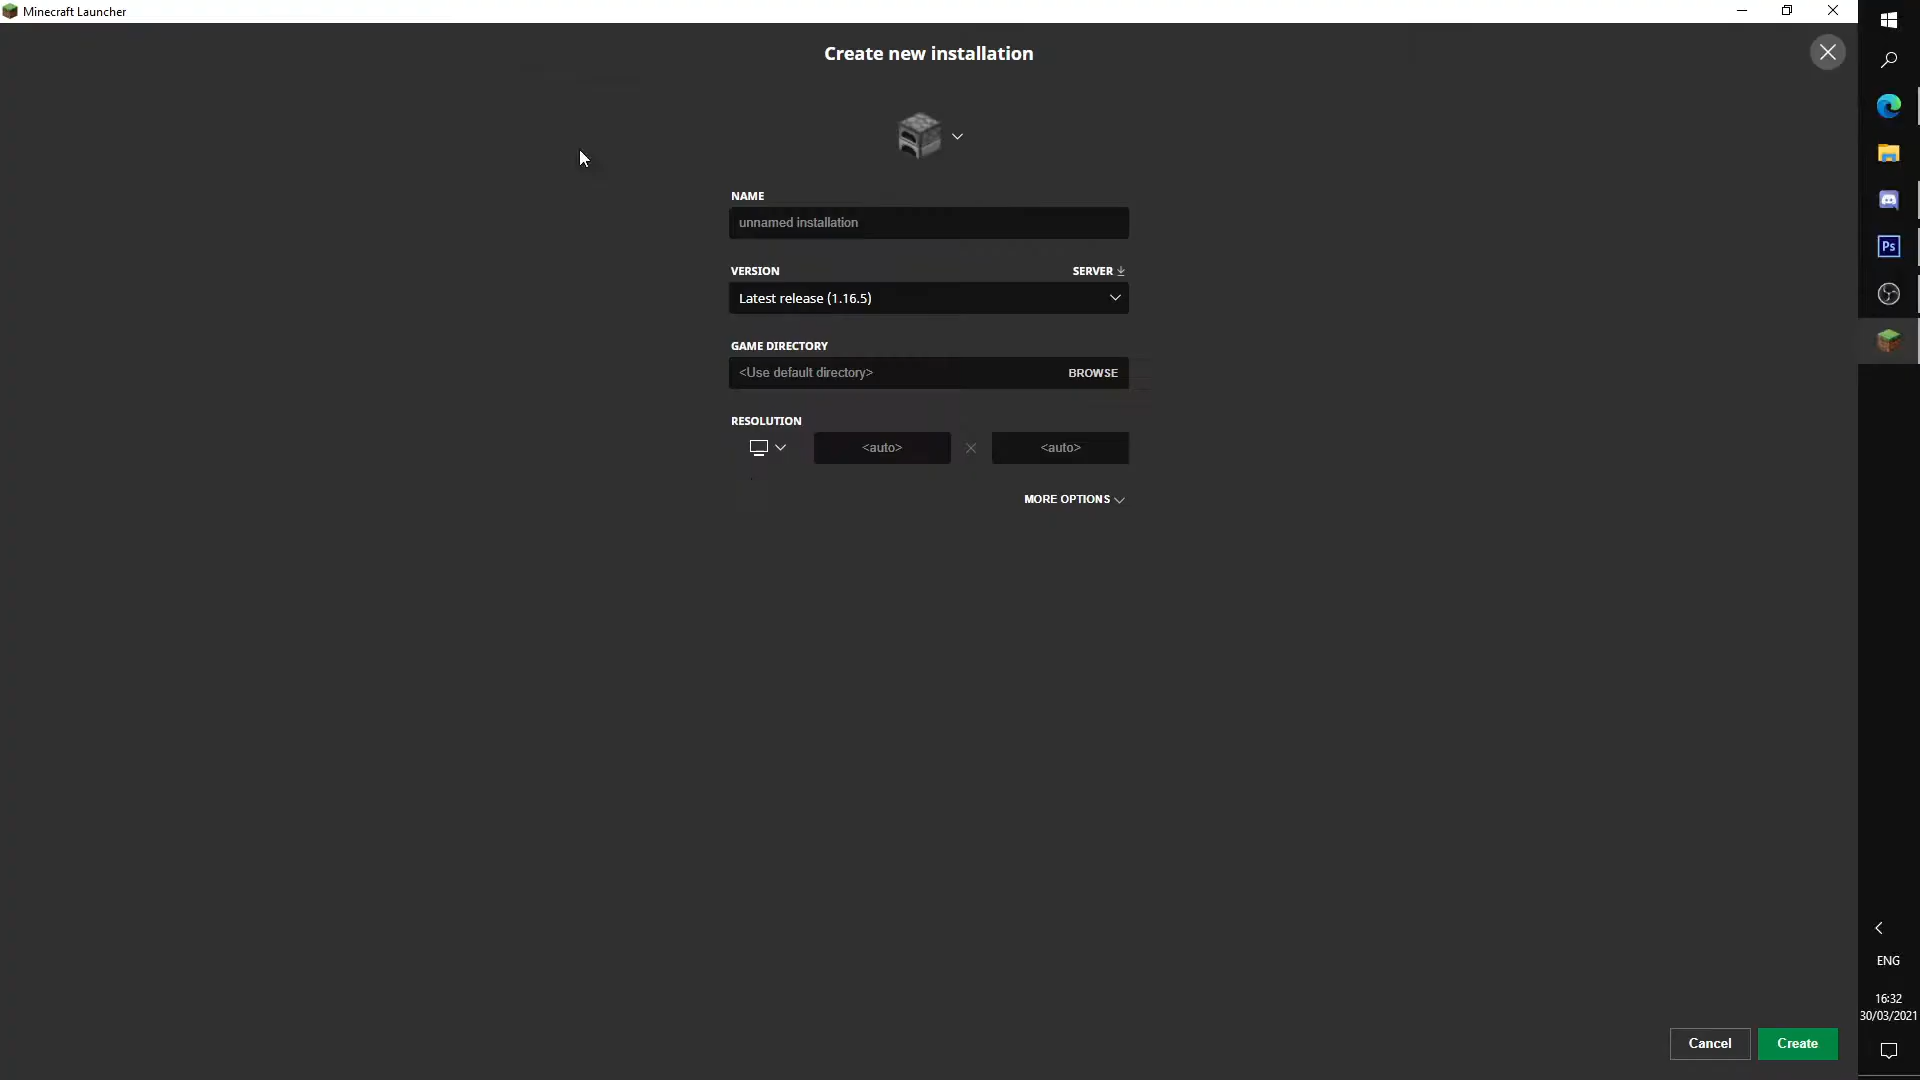 Minecraft Launcher
Create new installation
NAME
unnamed installation
VERSION SERVER
Latest release (1.16.5)
GAME DIRECTORY
<Use default directory> BROWSE
RESOLUTION
<auto> <auto>
MORE OPTIONS
Ps
ENG
16:32
30/03/2021
Cancel Create